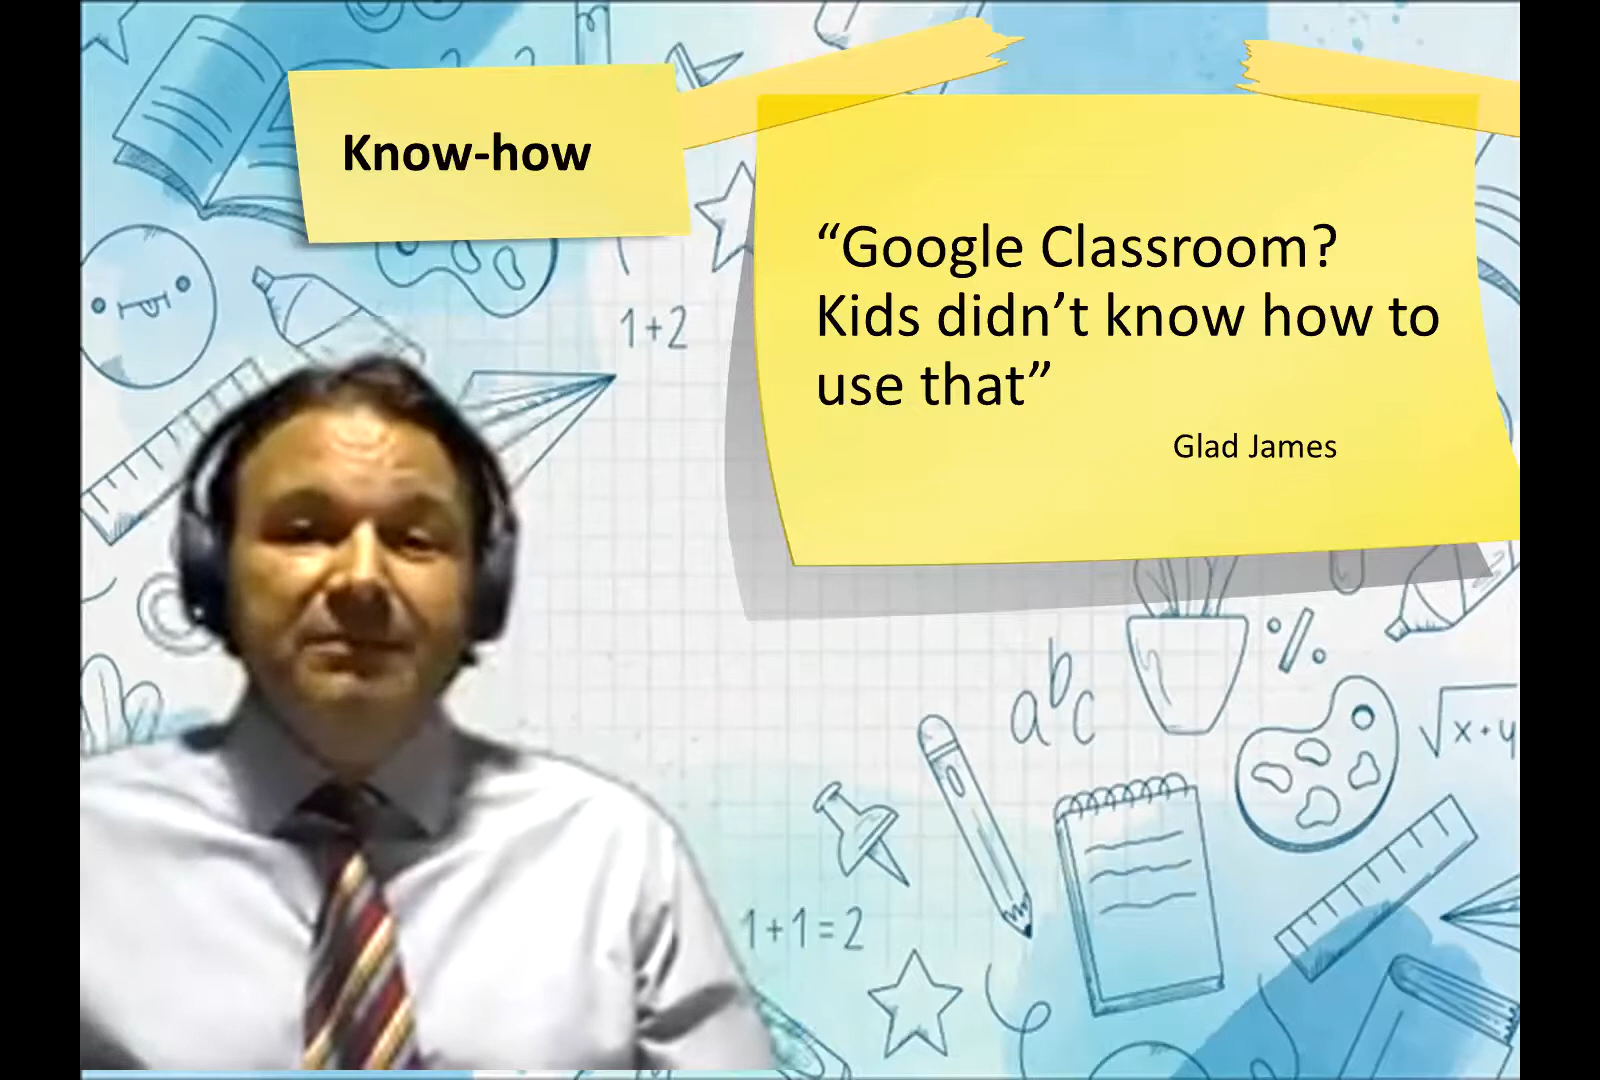 Know-how
“Google Classroom?
Kids didn’t know how to
use that”
Glad James
1+2
abc
%
√x+y
1+1=2